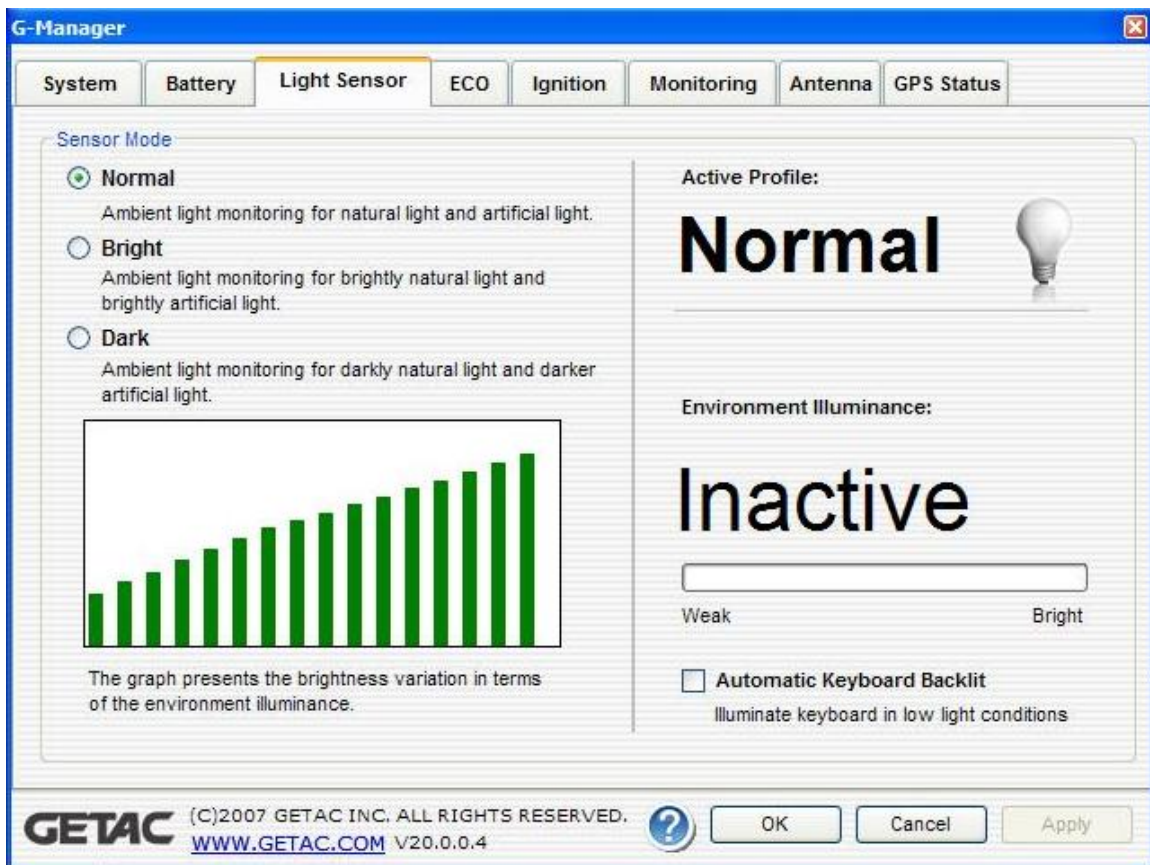 G-Manager
System Battery Light Sensor ECO Ignition Monitoring Antenna GPS Status
Sensor Mode
Normal
Ambient light monitoring for natural light and artificial light.
Bright
Ambient light monitoring for brightly natural light and
brightly artificial light.
Dark
Ambient light monitoring for darkly natural light and darker
artificial light.
The graph presents the brightness variation in terms
of the environment illuminance.
Active Profile:
Normal
Environment Illuminance:
Inactive
Weak Bright
Automatic Keyboard Backlit
Illuminate keyboard in low light conditions
GETAC
(C)2007 GETAC INC. ALL RIGHTS RESERVED.
WWW.GETAC.COM V20.0.0.4
? OK Cancel Apply